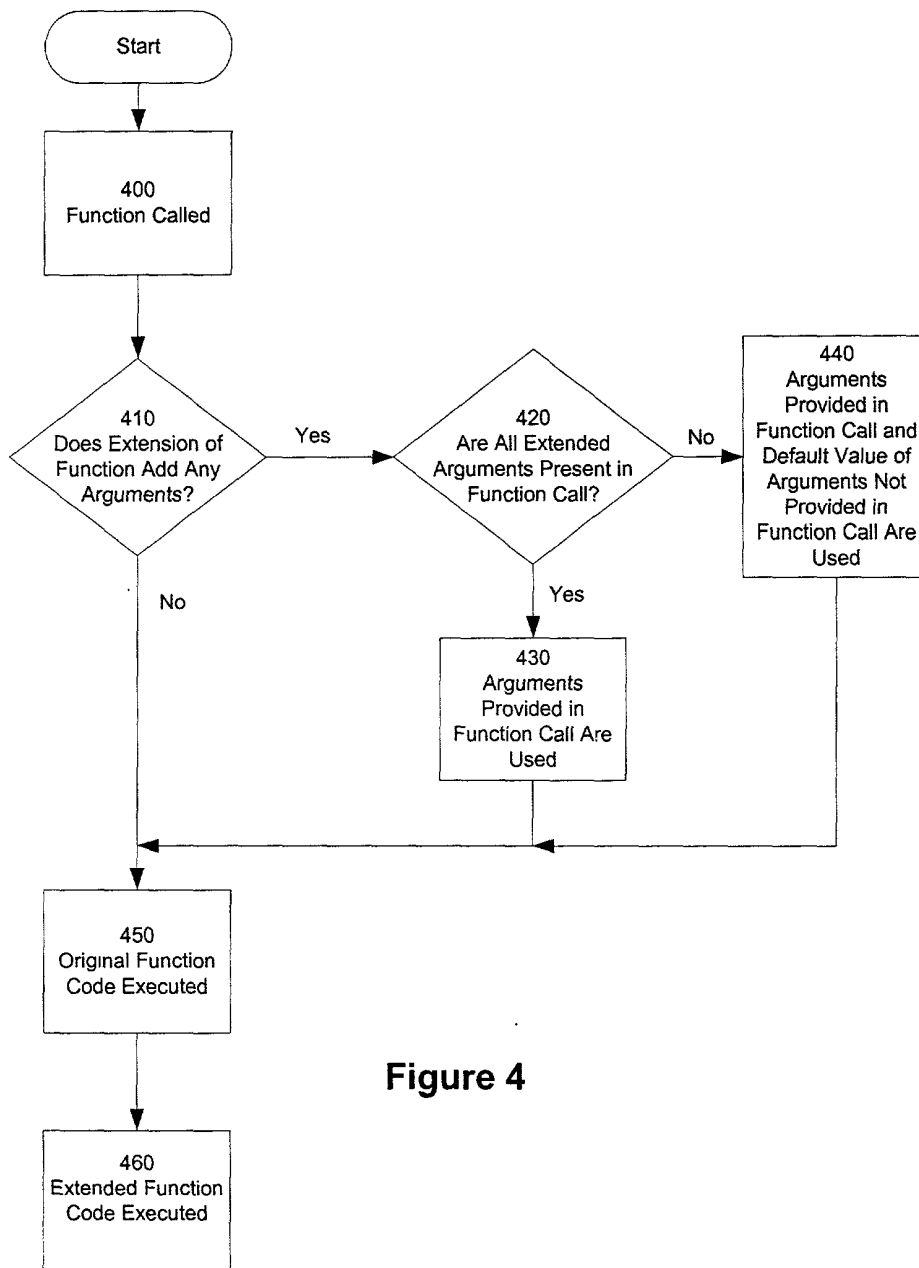 Start
400
Function Called
410
Does Extension of
Function Add Any
Arguments?
Yes
420
Are All Extended
Arguments Present in
Function Call?
No
440
Arguments
Provided in
Function Call and
Default Value of
Arguments Not
Provided in
Function Call Are
Used
No
Yes
430
Arguments
Provided in
Function Call Are
Used
450
Original Function
Code Executed
Figure 4
460
Extended Function
Code Executed